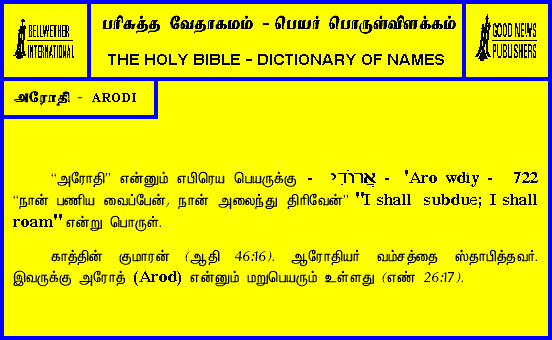 BELLWETHER
INTERNATIONAL
பரிசுத்த வேதாகமம் - பெயர் பொருள்விளக்கம்
THE HOLY BIBLE - DICTIONARY OF NAMES
GOOD NEWS
PUBLISHERS
அரோதி - ARODI
“அரோதி” என்னும் எபிரெய பெயருக்கு - אֲרוֹדִי - 'Aro wdiy - 722
“நான் பணிய வைப்பேன், நான் அலைந்து திரிவேன்” "I shall subdue; I shall
roam" என்று பொருள்.
காத்தின் குமாரன் (ஆதி 46:16). ஆரோதியர் வம்சத்தை ஸ்தாபித்தவர்.
இவருக்கு அரோத் (Arod) என்னும் மறுபெயரும் உள்ளது (எண் 26:17).